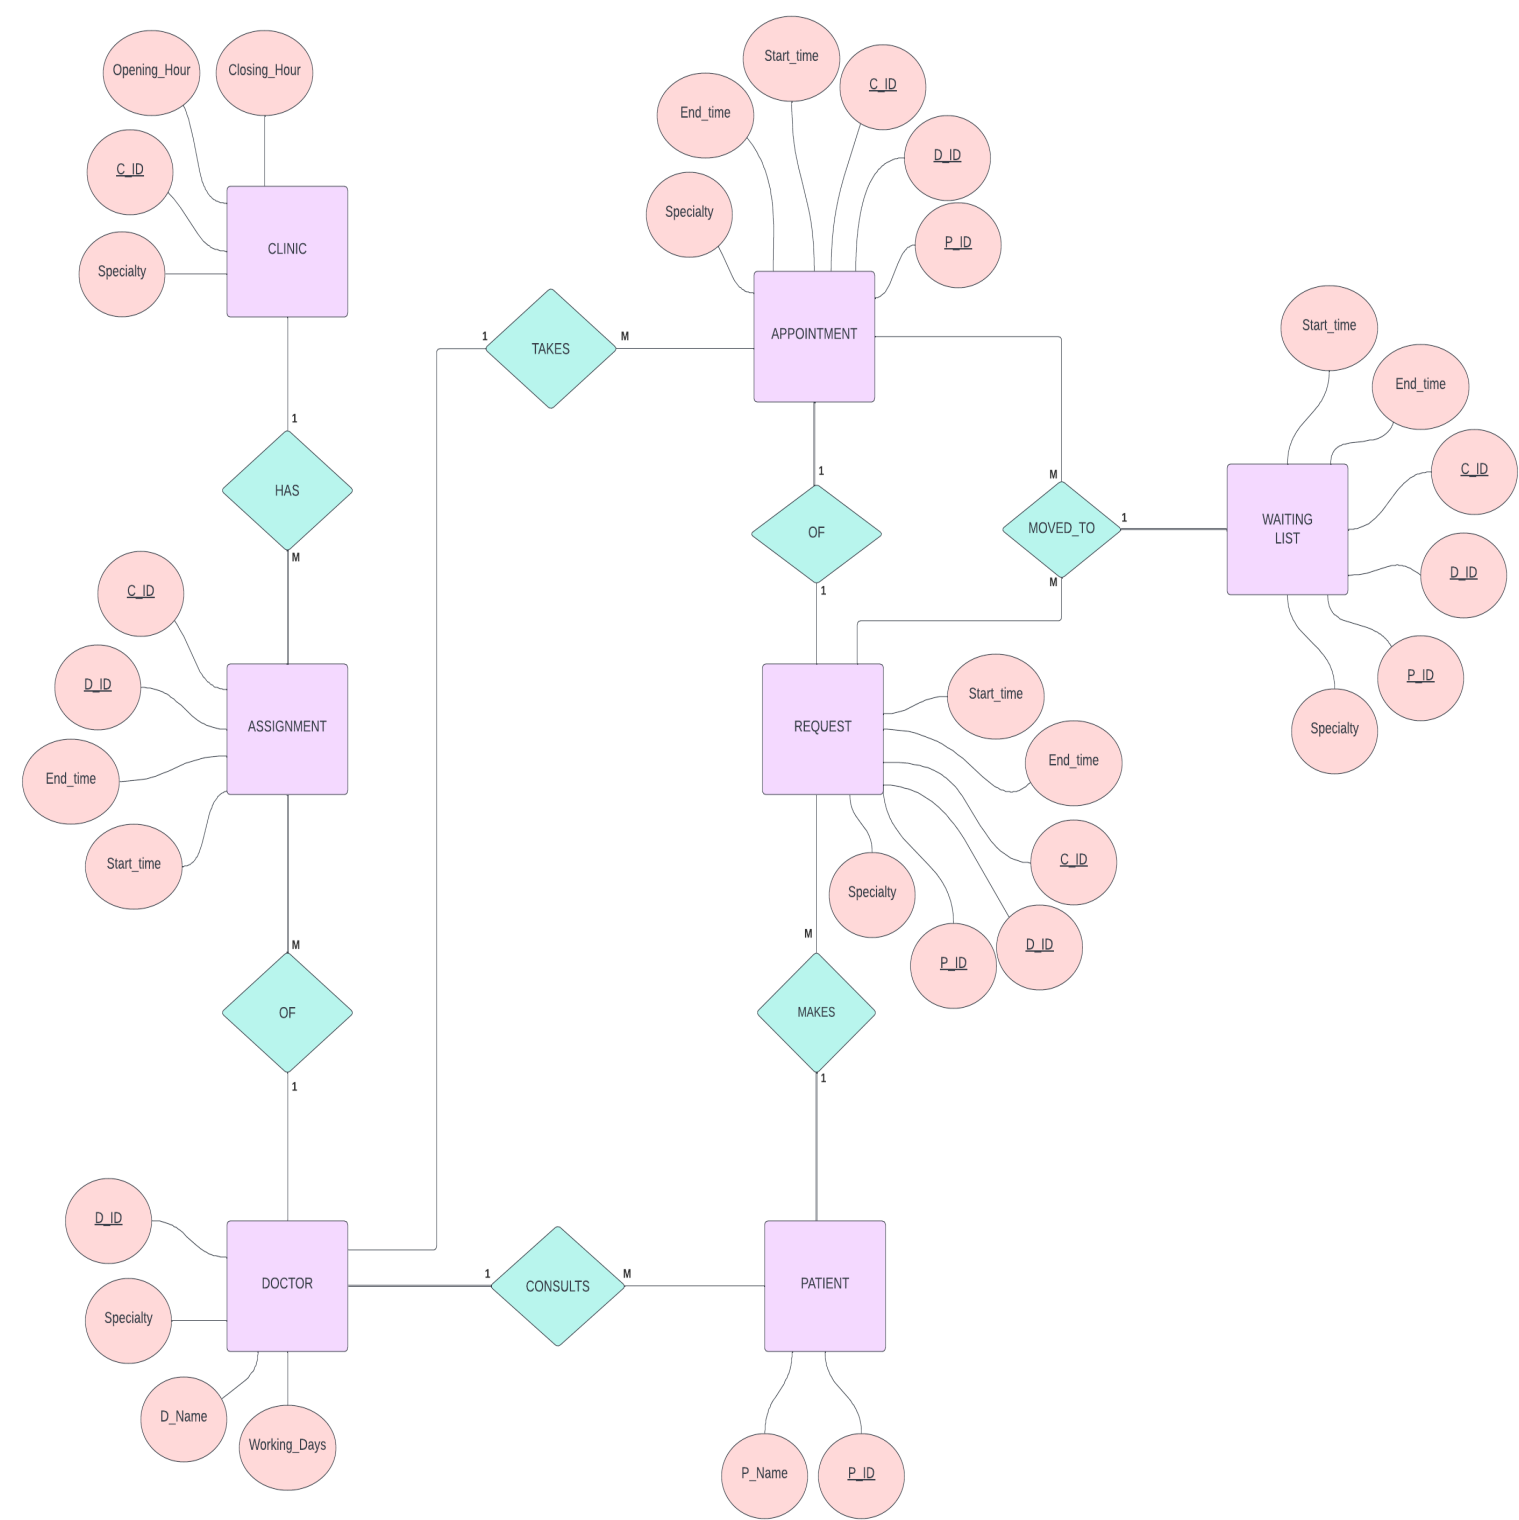 Opening_Hour
Closing_Hour
C_ID
Specialty
CLINIC
Start_time
C_ID
End_time
D_ID
Specialty
P_ID
APPOINTMENT
1
TAKES
M
1
HAS
M
1
OF
1
M
MOVED_TO
1
M
Start_time
End_time
C_ID
WAITING
LIST
D_ID
P_ID
Specialty
C_ID
D_ID
ASSIGNMENT
End_time
Start_time
REQUEST
Start_time
End_time
C_ID
Specialty
D_ID
P_ID
M
OF
1
M
MAKES
1
D_ID
Specialty
DOCTOR
D_Name
Working_Days
1
CONSULTS
M
PATIENT
P_Name
P_ID